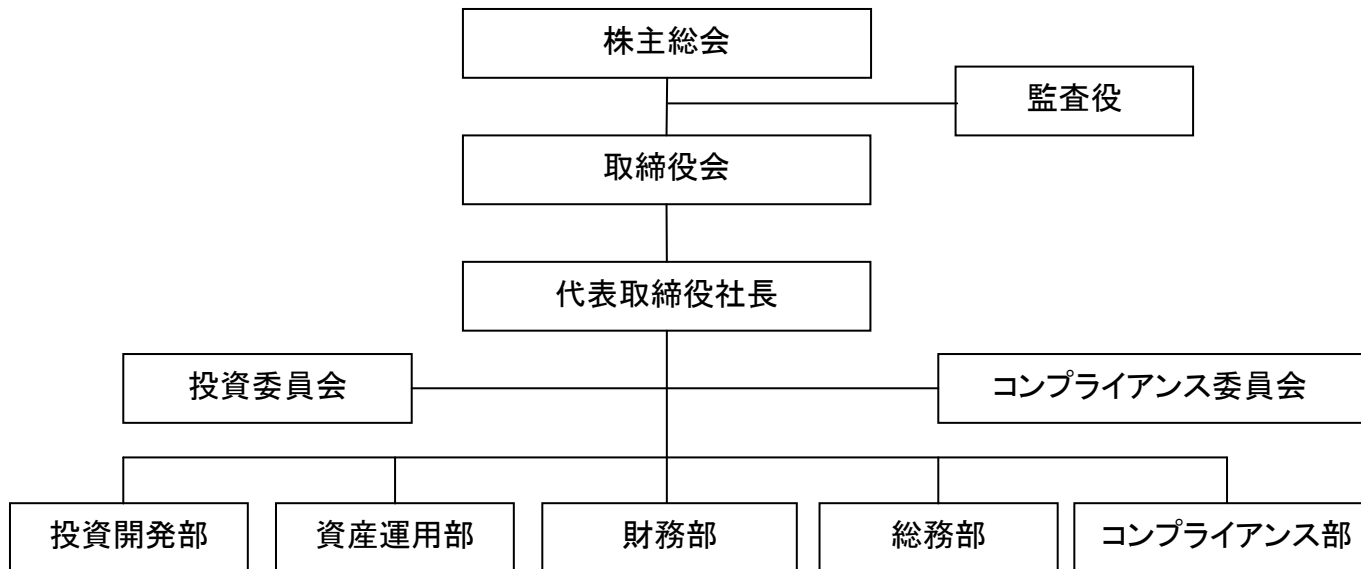 株主総会
監査役
取締役会
代表取締役社長
投資委員会
コンプライアンス委員会
投資開発部
資産運用部
財務部
総務部
コンプライアンス部